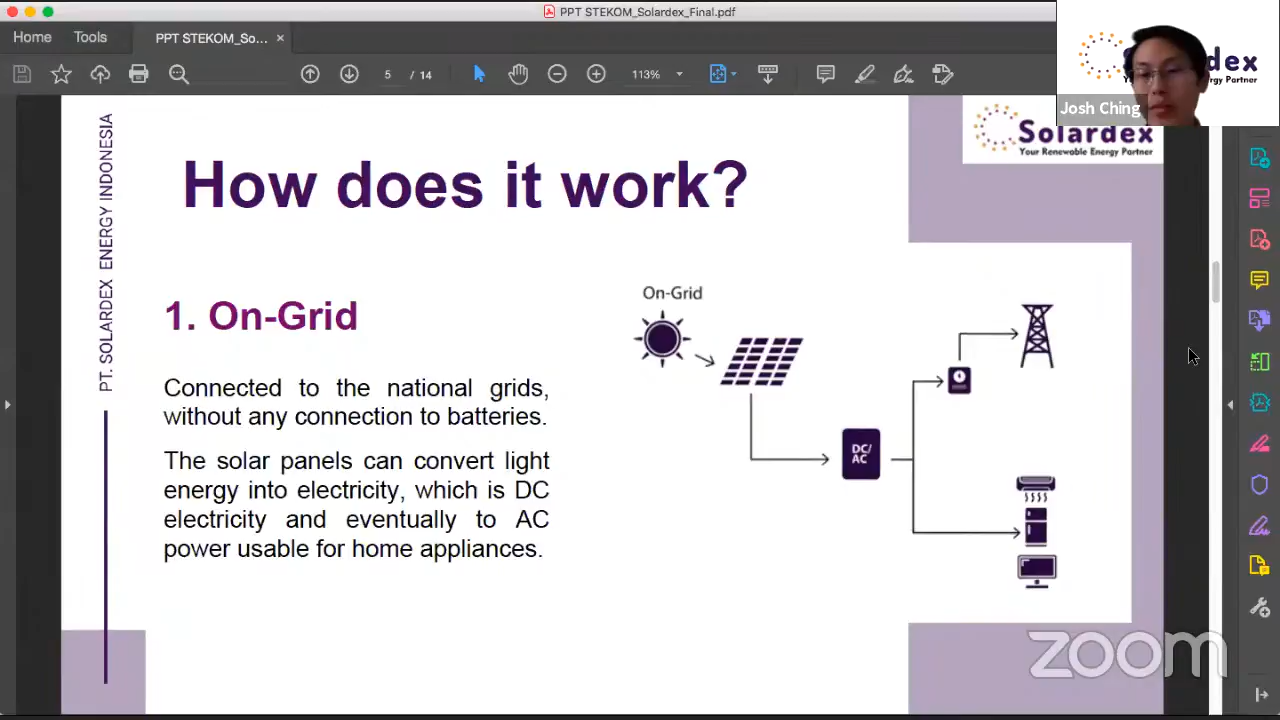 PPT STEKOM_Solardex_Final.pdf
Home
Tools
PPT STEKOM_So...
5 / 14
113%
Josh Ching
Solardex
Your Renewable Energy Partner
PT. SOLARDEX ENERGY INDONESIA
How does it work?
1. On-Grid
Connected to the national grids,
without any connection to batteries.
The solar panels can convert light
energy into electricity, which is DC
electricity and eventually to AC
power usable for home appliances.
On-Grid
DC/
AC
zoom